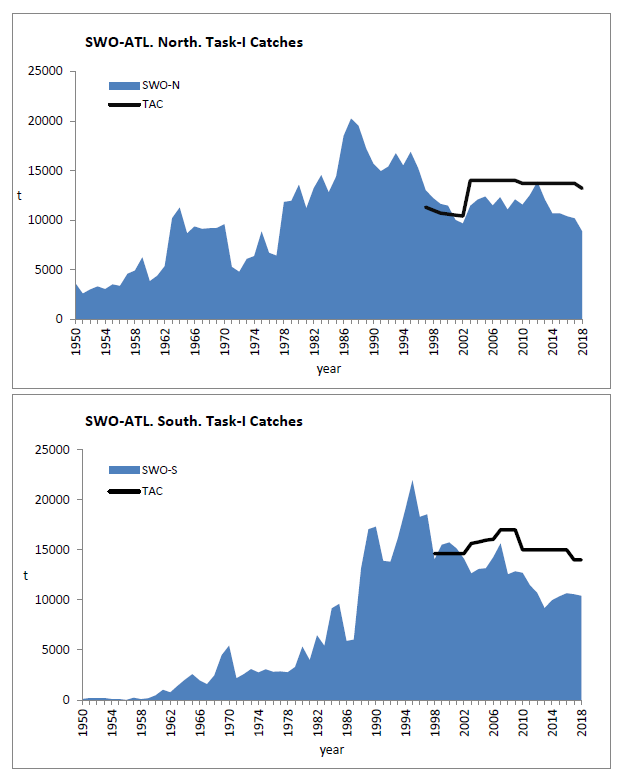 SWO-ATL. North. Task-I Catches
25000
SWO-N
TAC
20000
15000
t
10000
5000
0
1950 1954 1958 1962 1966 1970 1974 1978 1982 1986 1990 1994 1998 2002 2006 2010 2014 2018
year
SWO-ATL. South. Task-I Catches
25000
SWO-S
TAC
20000
15000
t
10000
5000
0
1950 1954 1958 1962 1966 1970 1974 1978 1982 1986 1990 1994 1998 2002 2006 2010 2014 2018
year